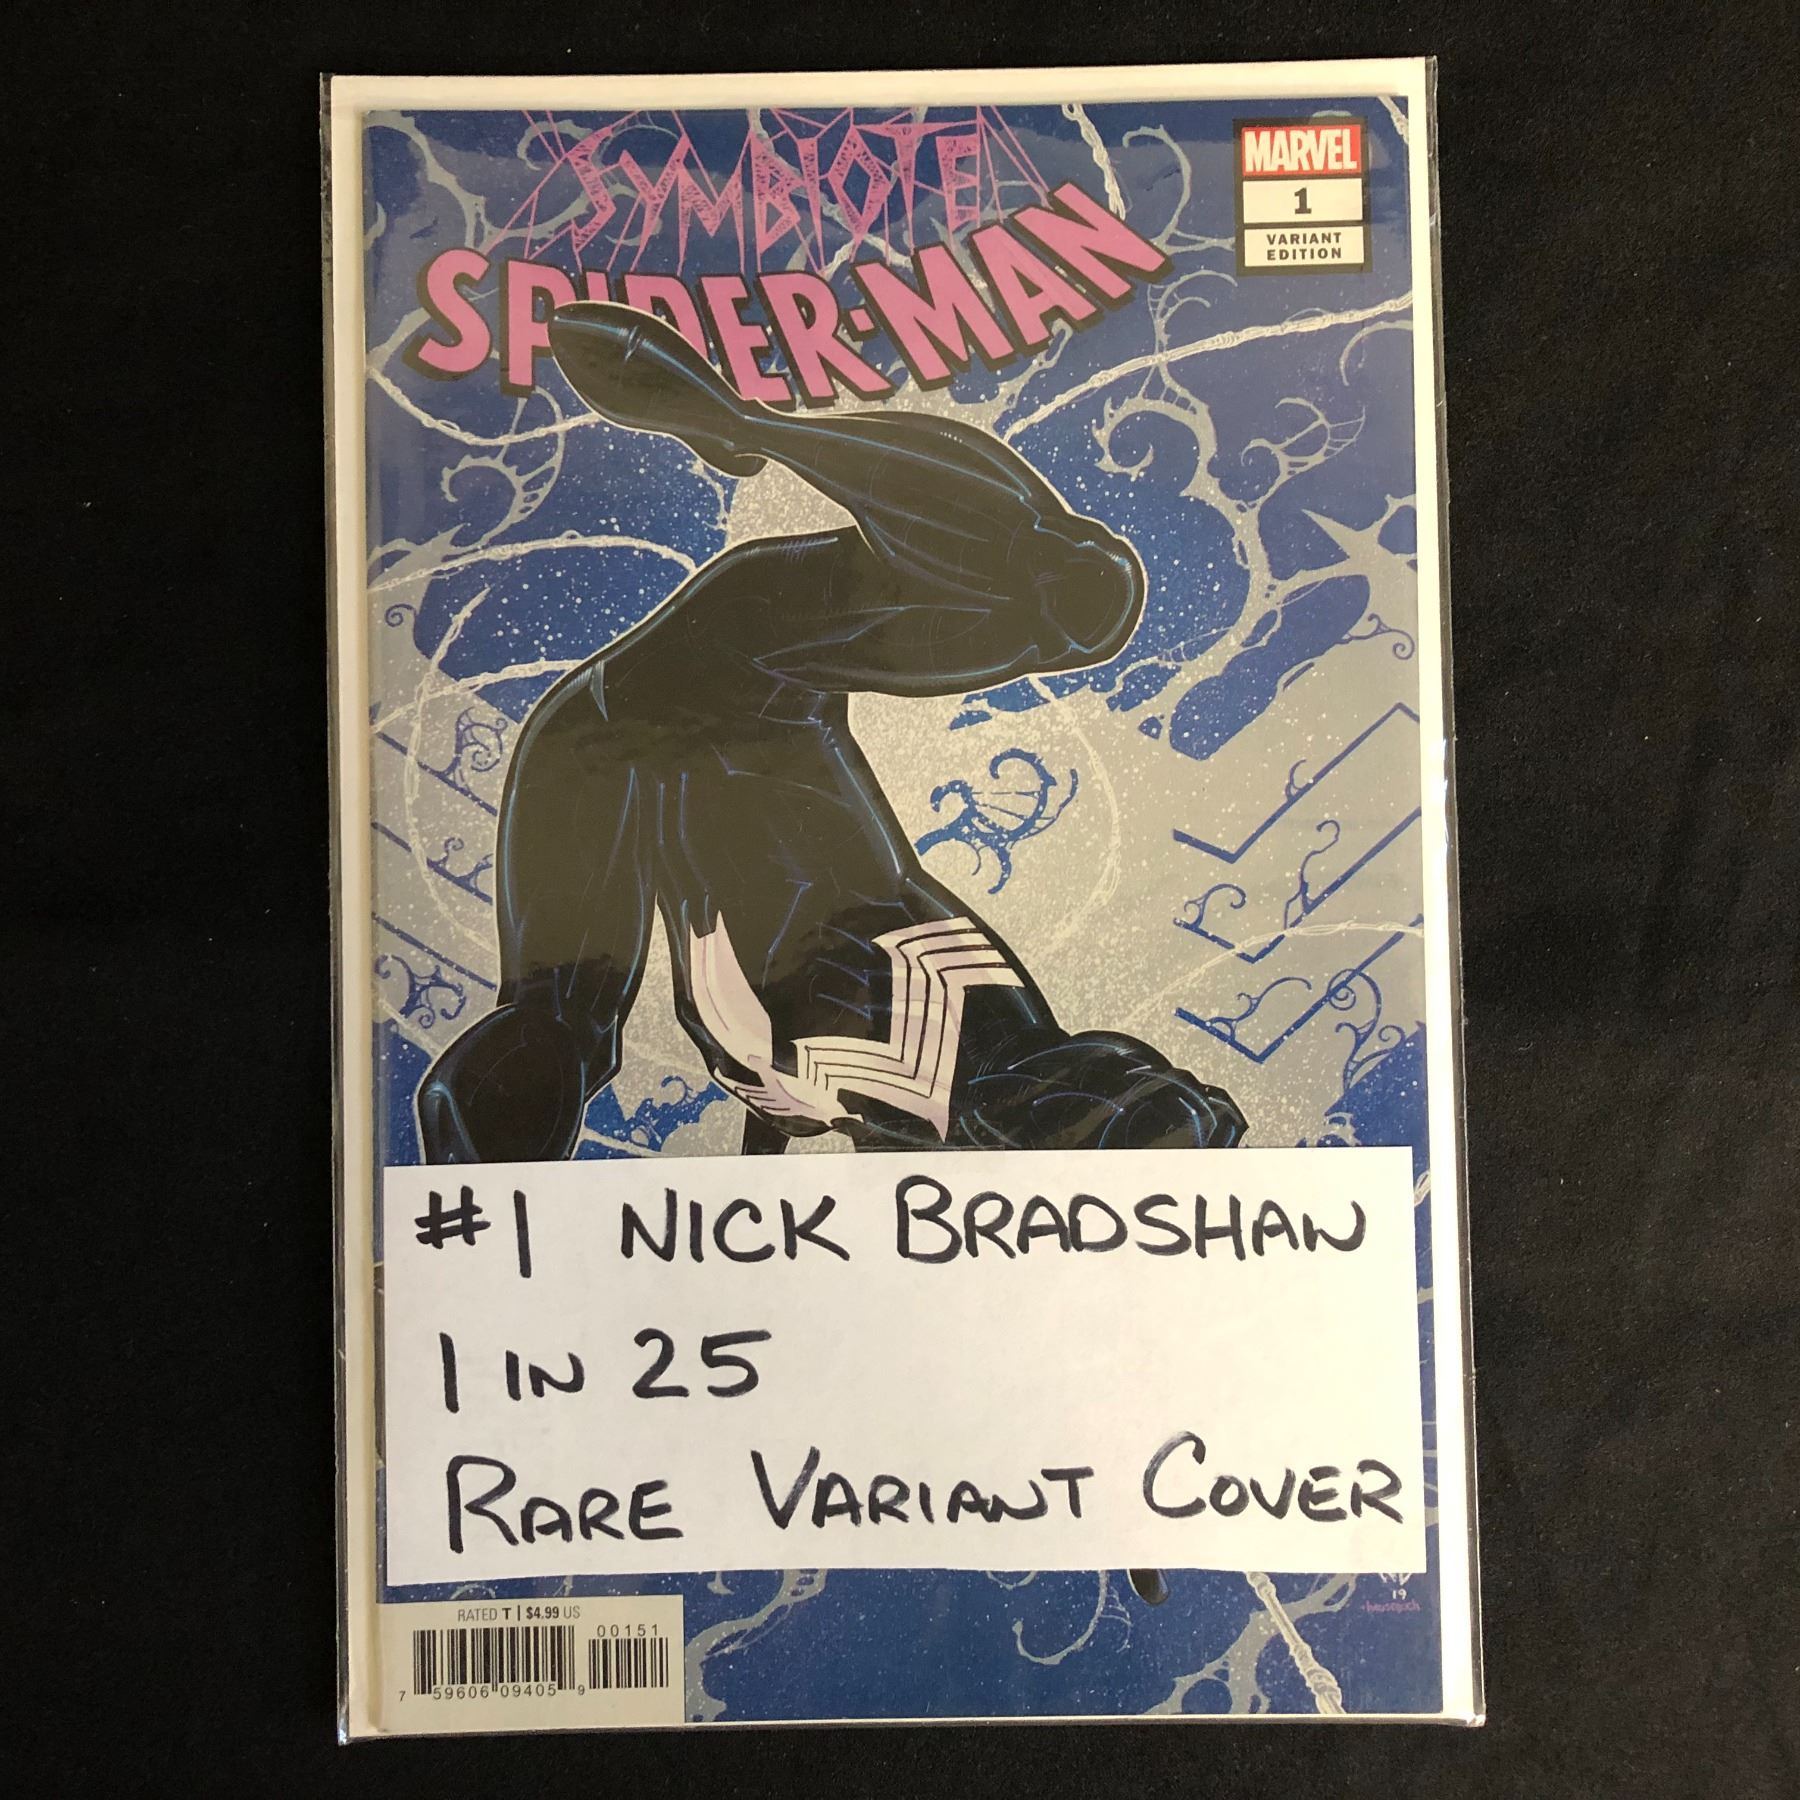 SYMBIOTE
SPIDER-MAN
MARVEL
1
VARIANT
EDITION
#1 NICK BRADSHAW
1 IN 25
RARE VARIANT COVER
19
RATED T | $4.99 US
00151
7 59606 09405 9